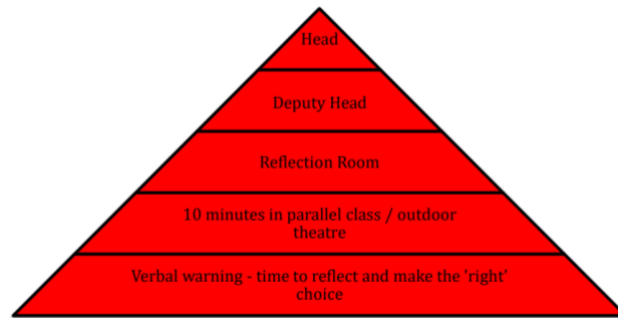 Head
Deputy Head
Reflection Room
10 minutes in parallel class / outdoor
theatre
Verbal warning - time to reflect and make the 'right'
choice